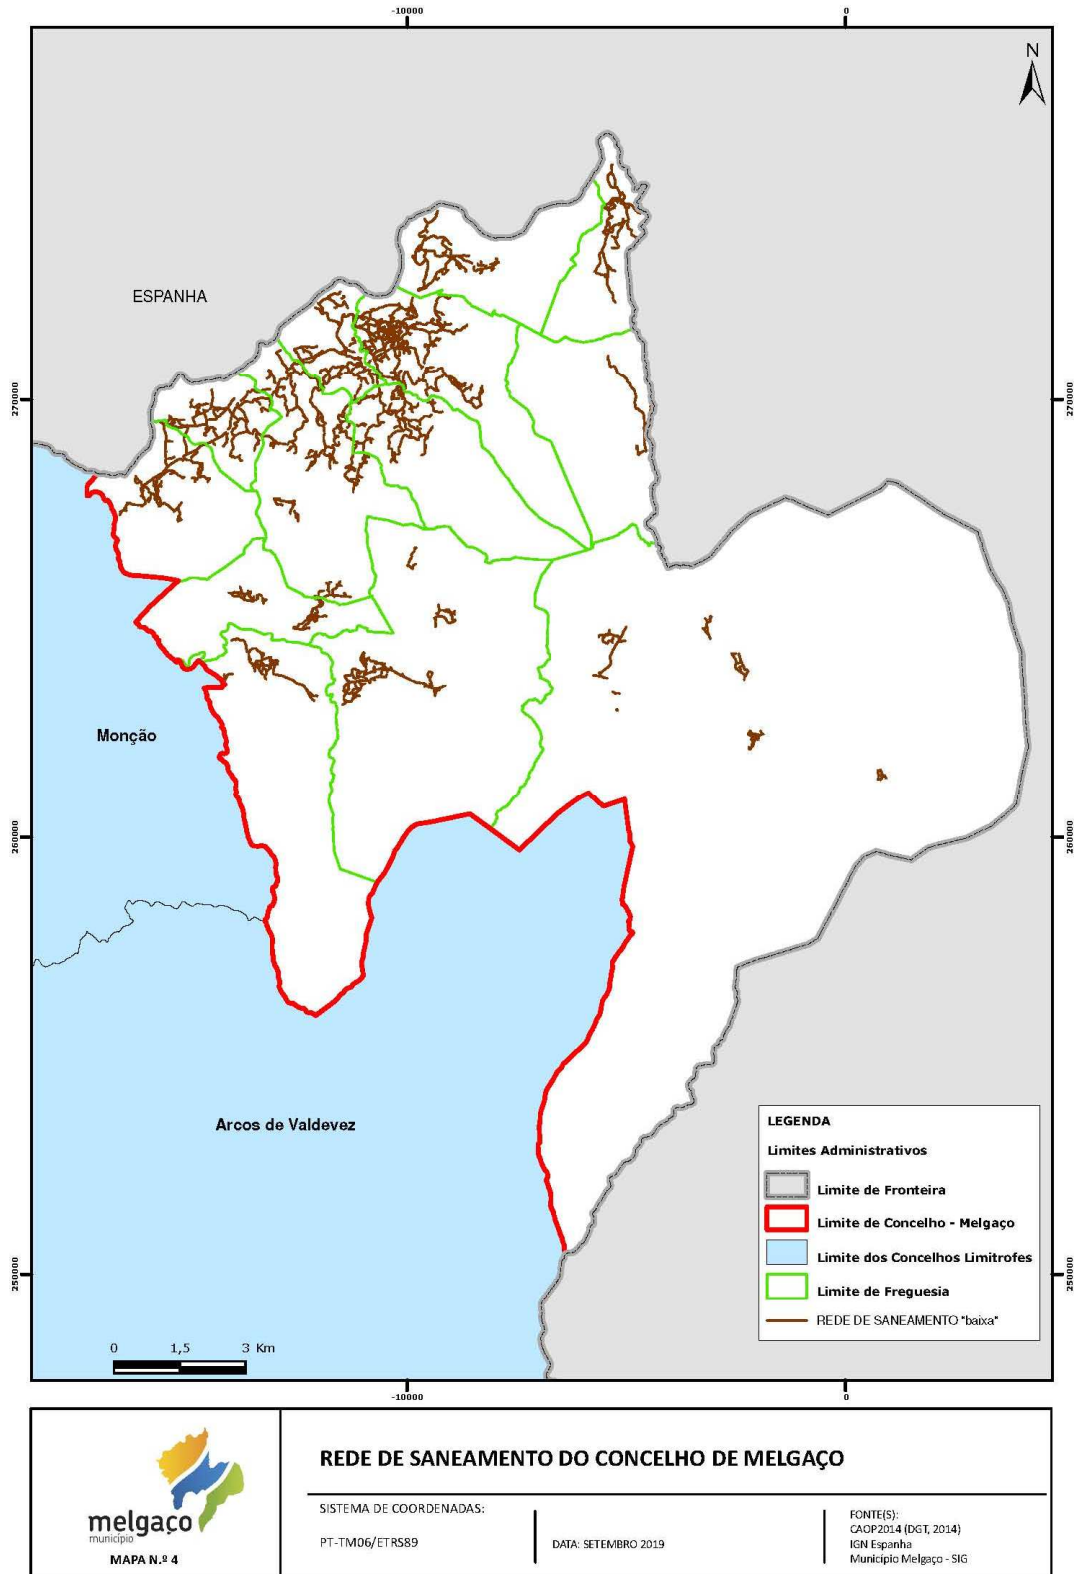 -10000
0
N
ESPANHA
270000
270000
Monção
260000
260000
Arcos de Valdevez
LEGENDA
Limites Administrativos
Limite de Fronteira
Limite de Concelho - Melgaço
Limite dos Concelhos Limitrofes
Limite de Freguesia
REDE DE SANEAMENTO "baixa"
250000
250000
0
1,5
3 Km
-10000
0
melgaço
município
MAPA N.º 4
REDE DE SANEAMENTO DO CONCELHO DE MELGAÇO
SISTEMA DE COORDENADAS:
PT-TM06/ETRS89
DATA: SETEMBRO 2019
FONTE(S):
CAOP2014 (DGT, 2014)
IGN Espanha
Município Melgaço - SIG